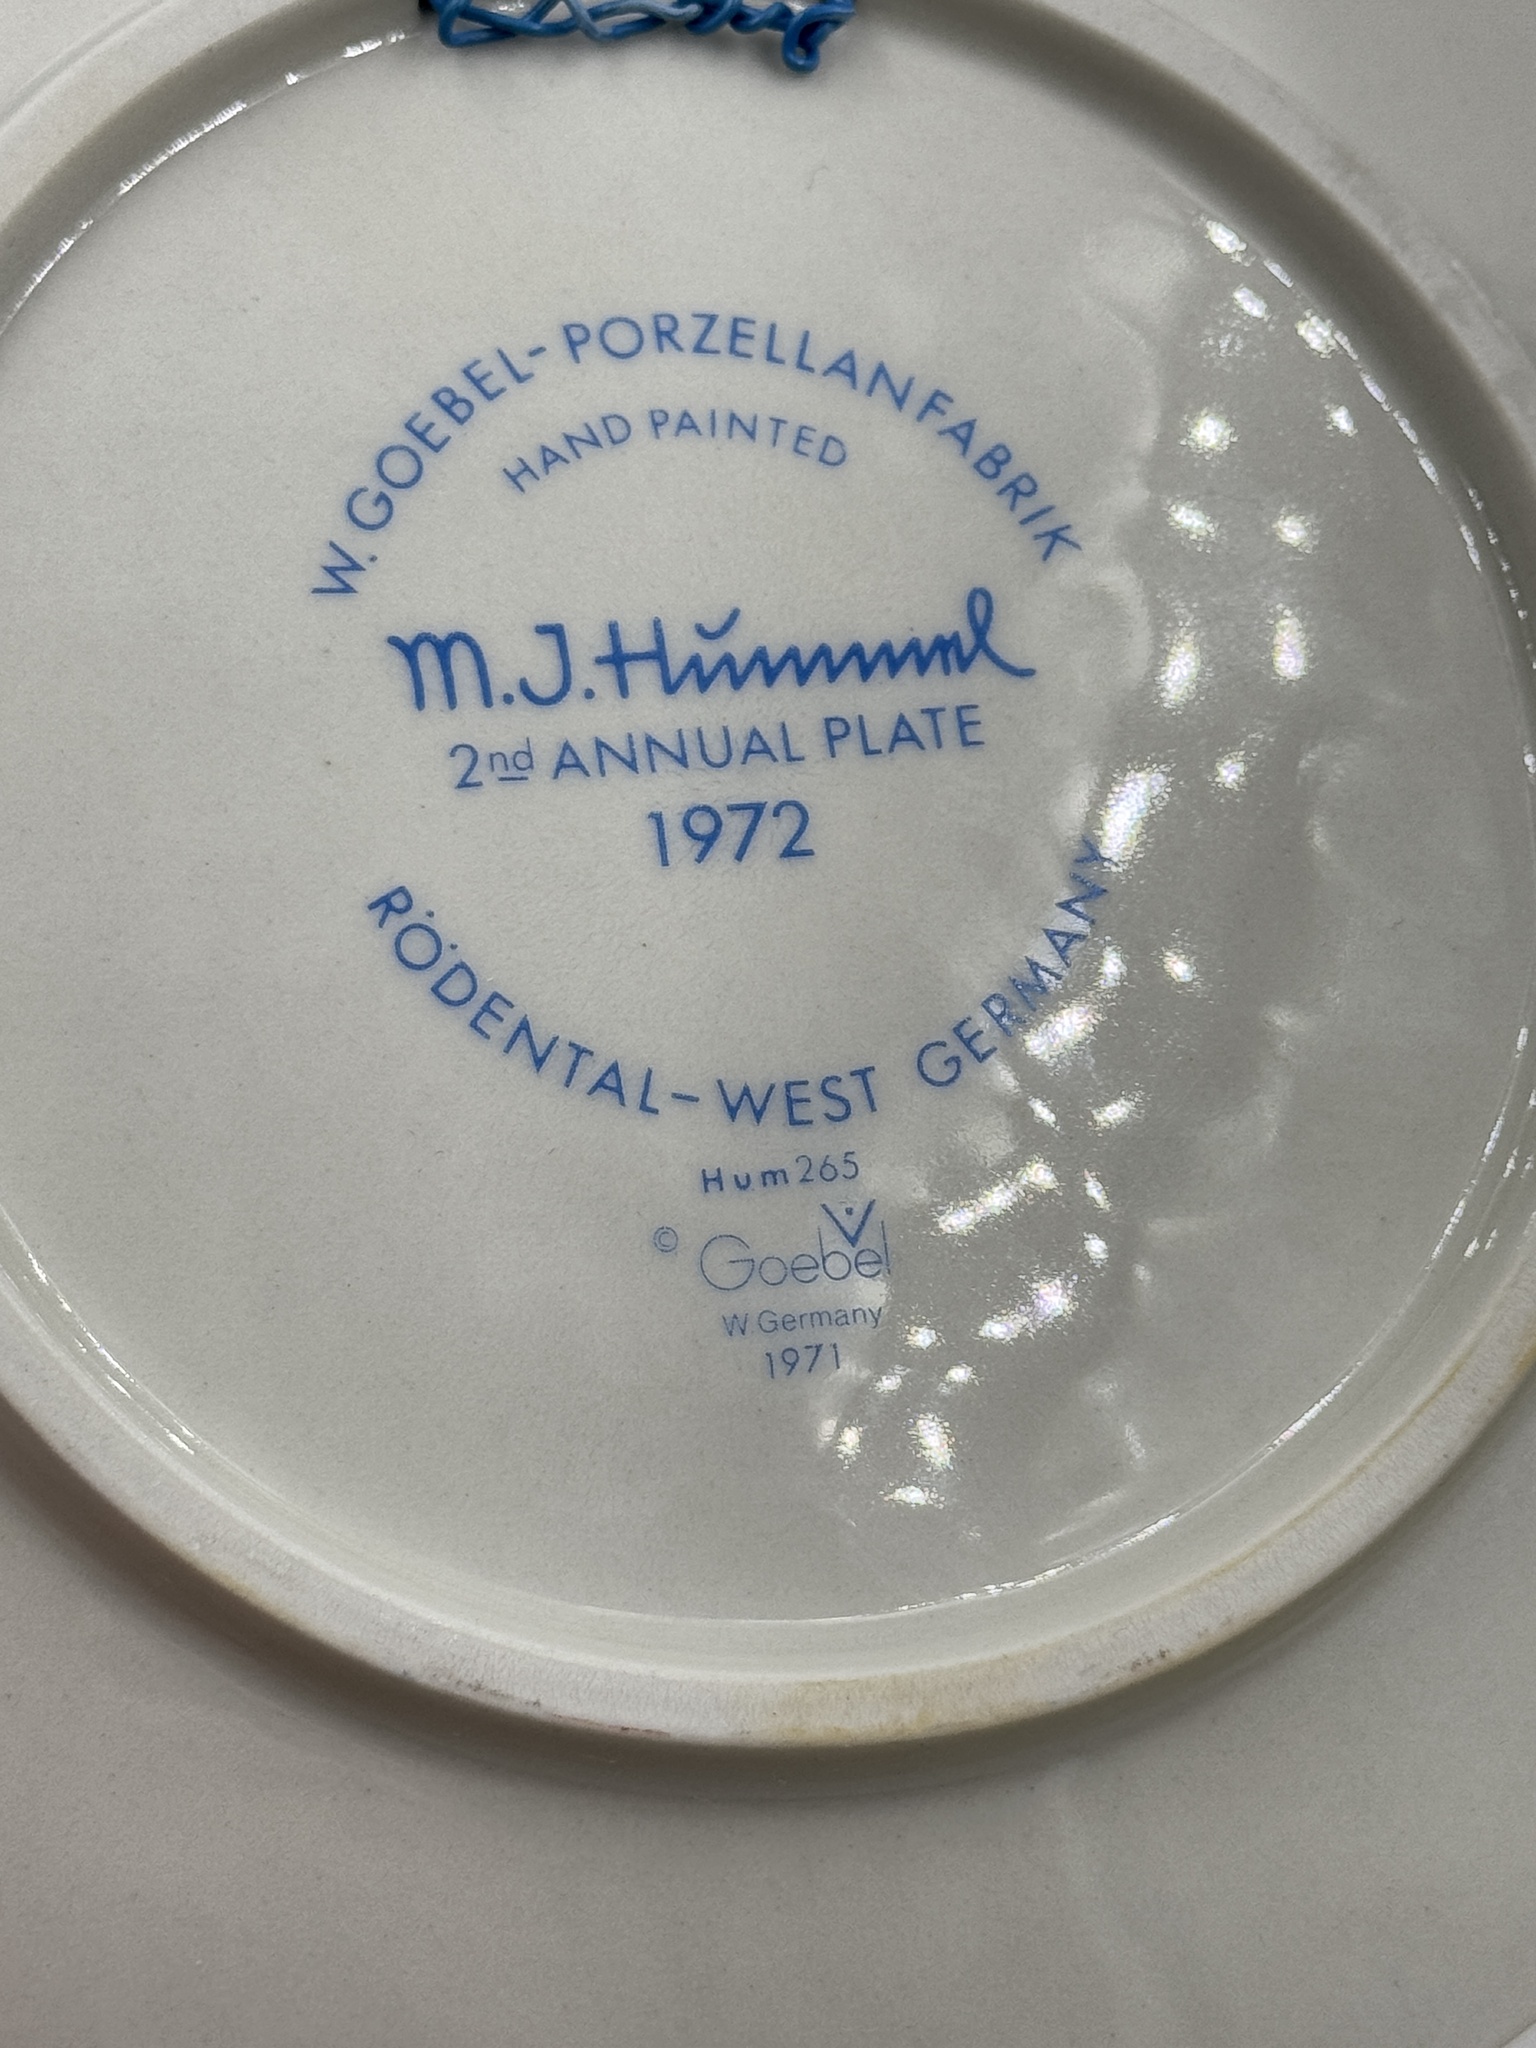 W. GOEBEL-PORZELLANFABRIK
HAND PAINTED
M.J.Hummel
2nd ANNUAL PLATE
1972
RÖDENTAL-WEST GERMANY
Hum 265
© Goebel
W Germany
1971